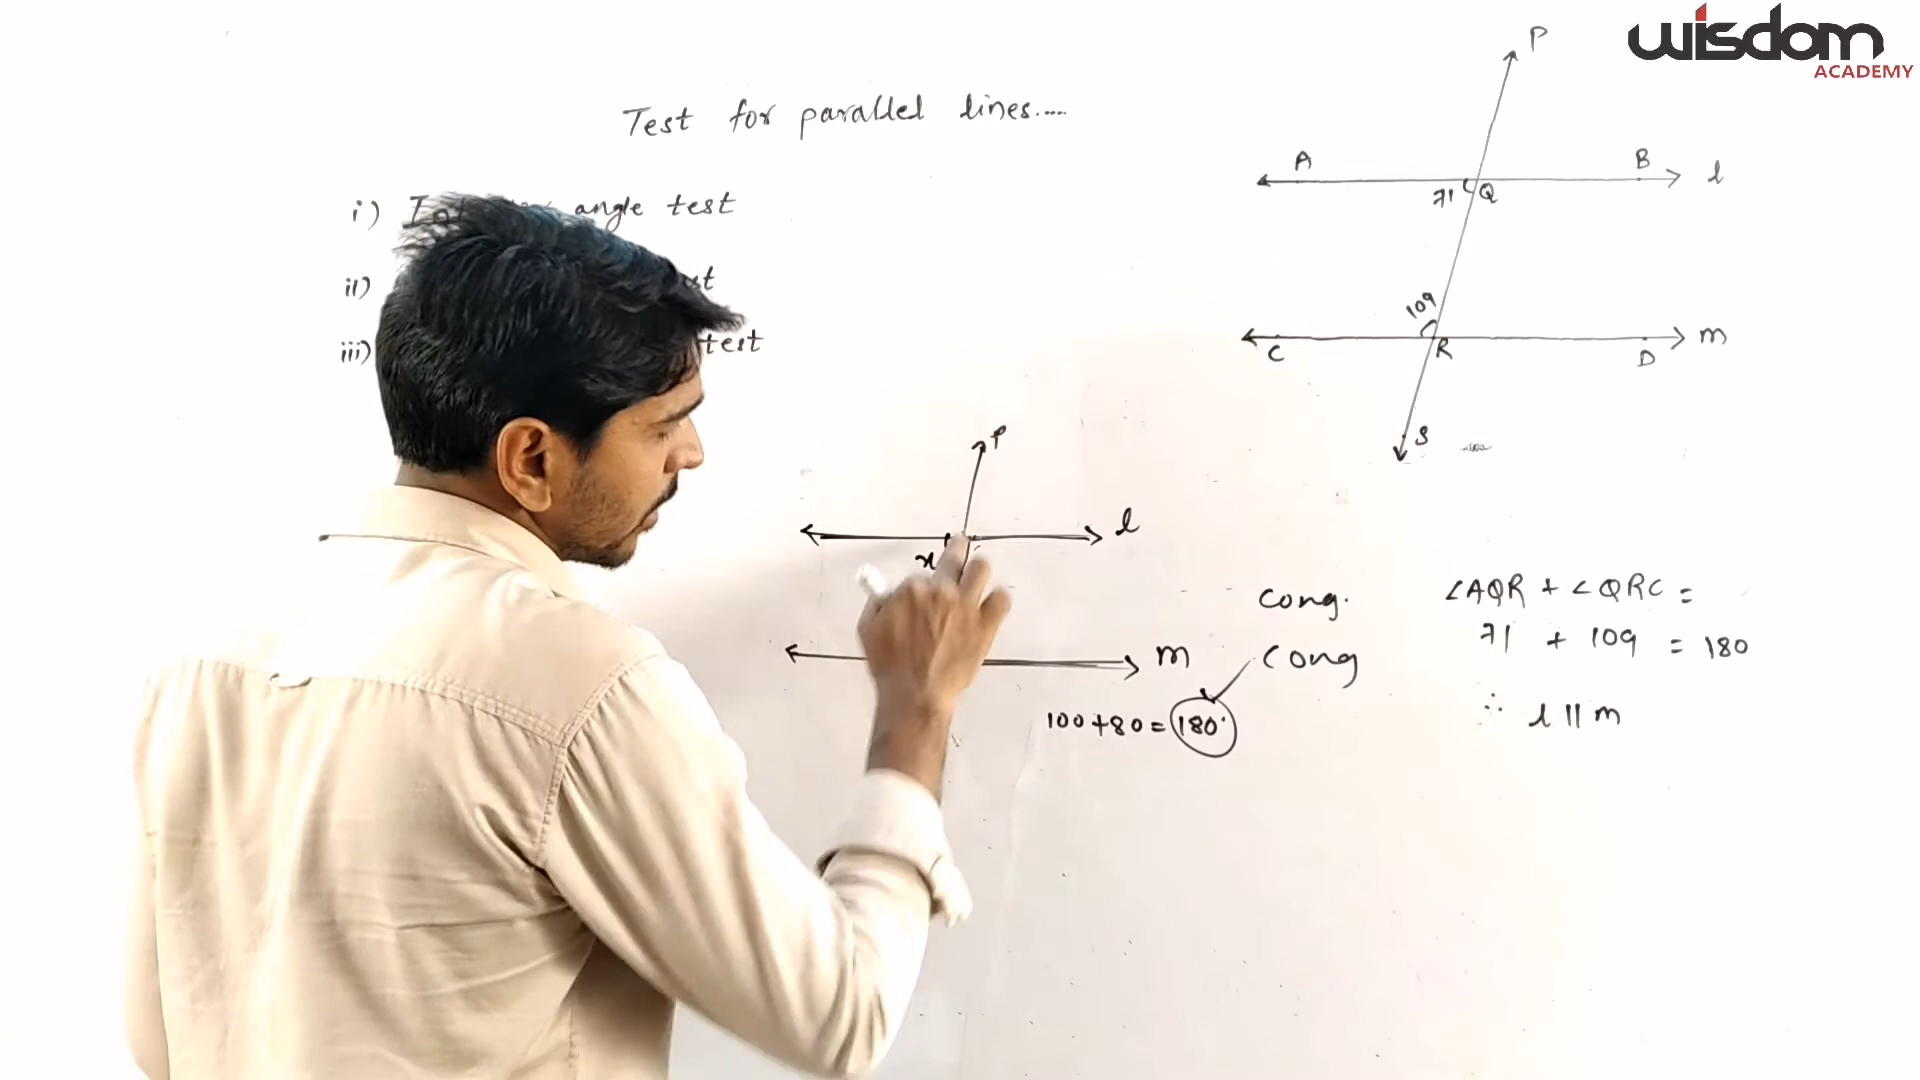 wisdom
ACADEMY
Test for parallel lines.....
i) angle test
ii)
iii) test
P
A B l
71 Q
109
C R D m
S
P
l
x
m
100+80=180°
cong.
cong
∠AQR + ∠QRC =
71 + 109 = 180
∴ l || m